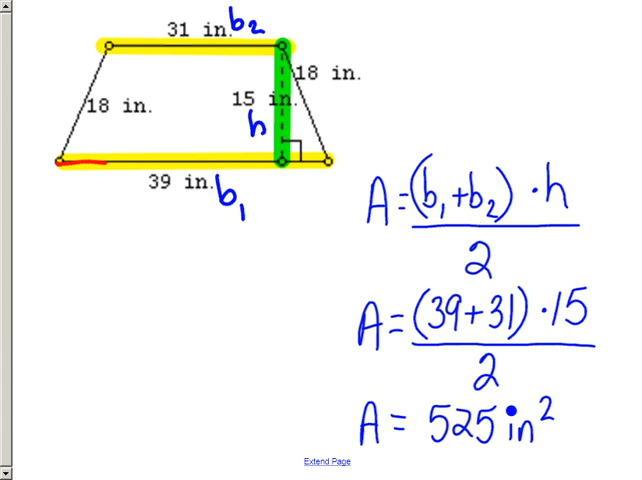 31 in. b₂
18 in.
18 in.
15 in.
h
39 in. b₁
A = (b₁+b₂) · h
2
A = (39+31) · 15
2
A = 525 in²
Extend Page